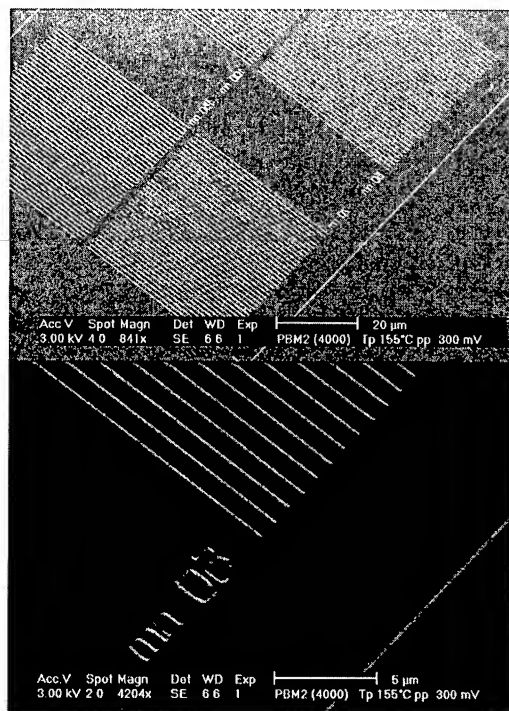 Acc.V Spot Magn Det WD Exp 20 µm
3.00 kV 4 0 841x SE 6 6 1 PBM2 (4000) Tp 155°C pp 300 mV
80 nm
Acc.V Spot Magn Det WD Exp 5 µm
3.00 kV 2 0 4204x SE 6 6 1 PBM2 (4000) Tp 155°C pp 300 mV